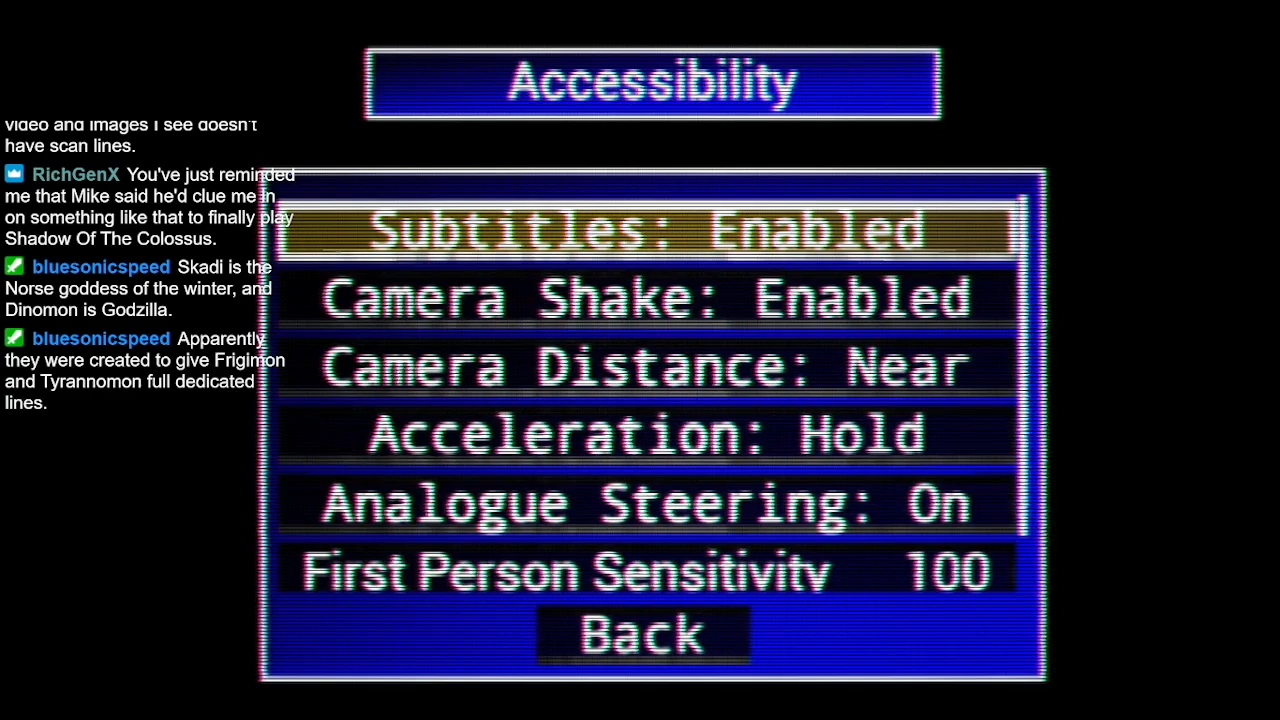 Accessibility
video and images I see doesn't
have scan lines.
RichGenX You've just reminded
me that Mike said he'd clue me in
on something like that to finally play
Shadow Of The Colossus.
bluesonicspeed Skadi is the
Norse goddess of the winter, and
Dinomon is Godzilla.
bluesonicspeed Apparently
they were created to give Frigimon
and Tyrannomon full dedicated
lines.
Subtitles: Enabled
Camera Shake: Enabled
Camera Distance: Near
Acceleration: Hold
Analogue Steering: On
First Person Sensitivity 100
Back